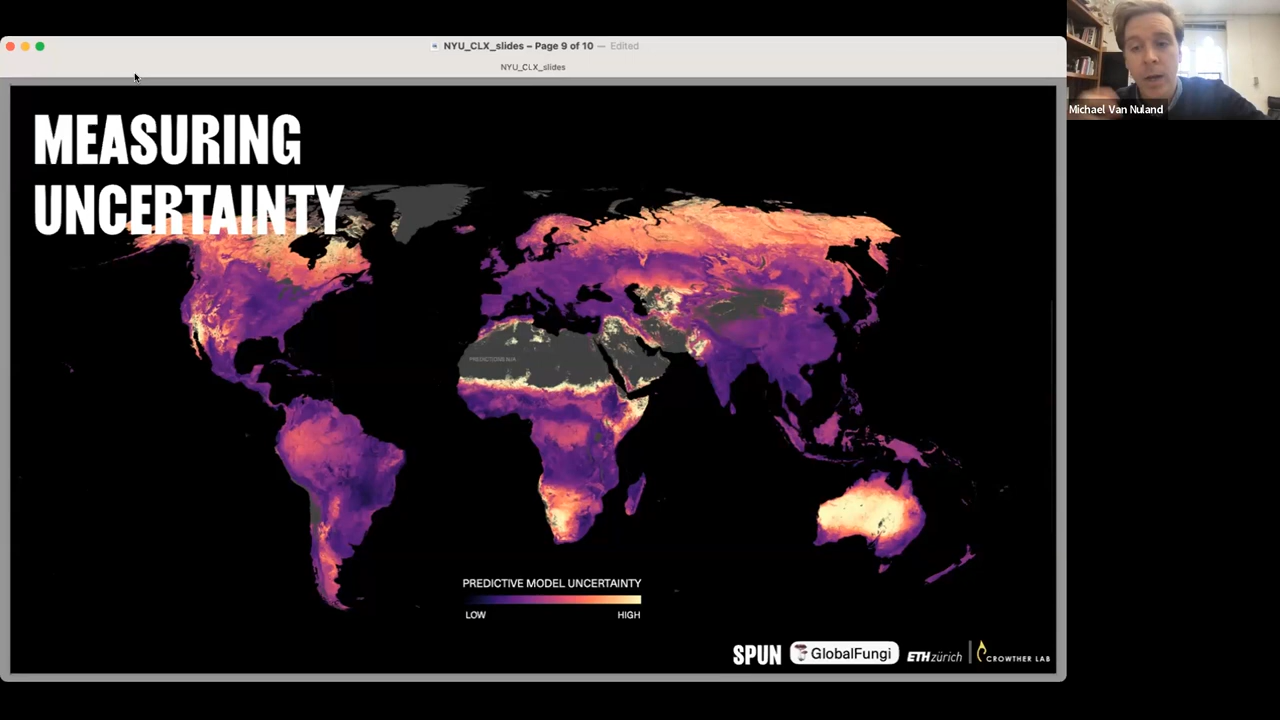 NYU_CLX_slides – Page 9 of 10 — Edited
NYU_CLX_slides
Michael Van Nuland
MEASURING
UNCERTAINTY
PREDICTIONS N/A
PREDICTIVE MODEL UNCERTAINTY
LOW HIGH
SPUN GlobalFungi ETH zürich CROWTHER LAB